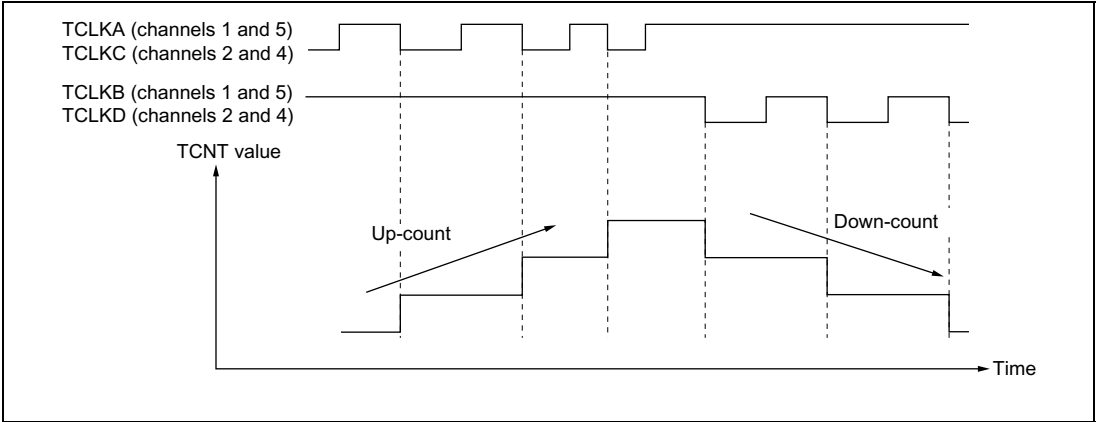 TCLKA (channels 1 and 5)
TCLKC (channels 2 and 4)
TCLKB (channels 1 and 5)
TCLKD (channels 2 and 4)
TCNT value
Up-count
Down-count
Time